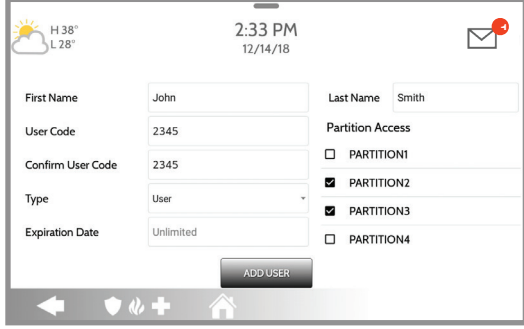 H 38°
L 28°
2:33 PM
12/14/18
First Name
John
Last Name
Smith
User Code
2345
Partition Access
Confirm User Code
2345
PARTITION1
PARTITION2
Type
User
PARTITION3
Expiration Date
Unlimited
PARTITION4
ADD USER